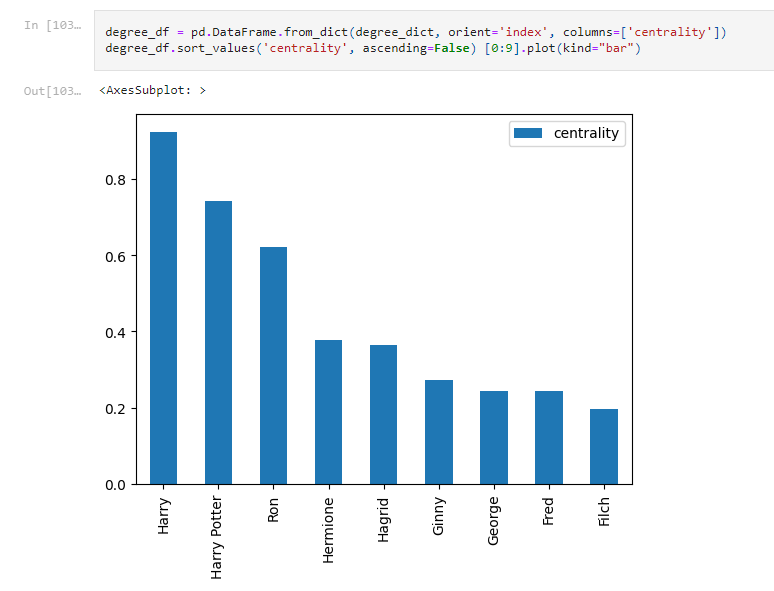 In [103…
degree_df = pd.DataFrame.from_dict(degree_dict, orient='index', columns=['centrality'])
degree_df.sort_values('centrality', ascending=False) [0:9].plot(kind="bar")
Out[103…
<AxesSubplot: >
centrality
0.8
0.6
0.4
0.2
0.0
Harry
Harry Potter
Ron
Hermione
Hagrid
Ginny
George
Fred
Filch